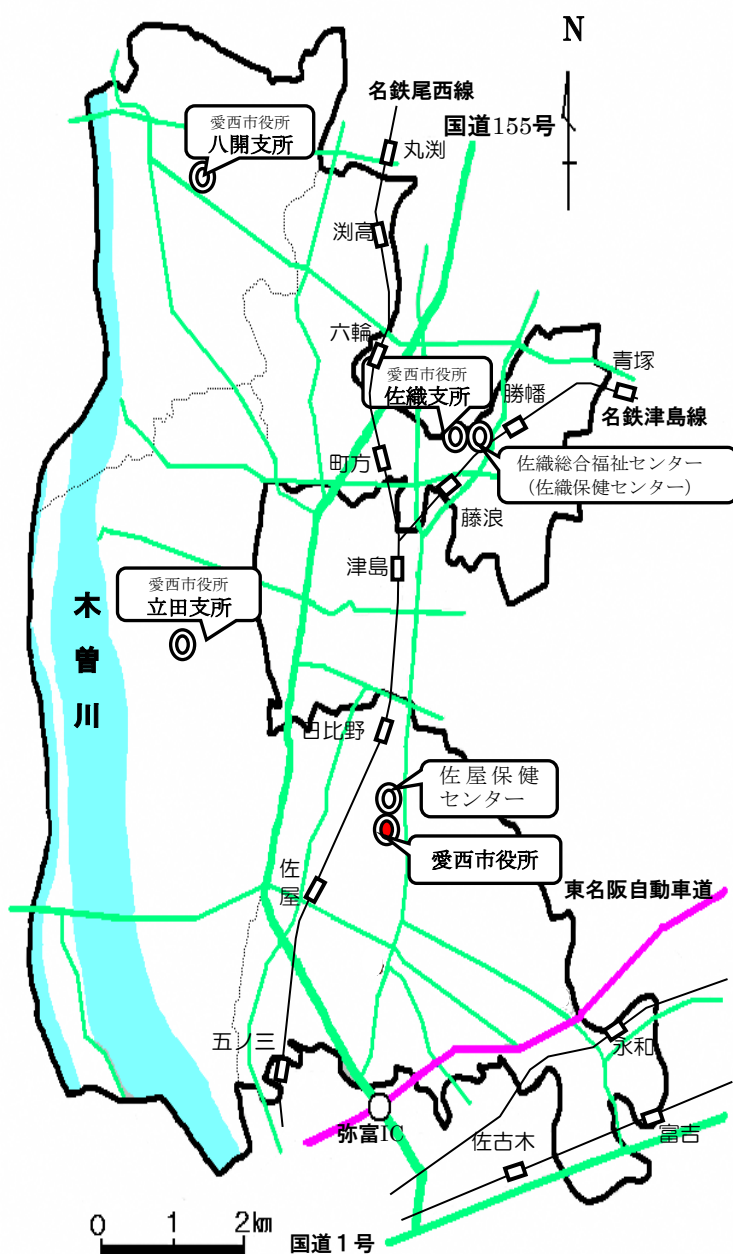 N
名鉄尾西線
国道155号
愛西市役所
八開支所
丸渕
渕高
六輪
青塚
愛西市役所
佐織支所
勝幡
名鉄津島線
町方
佐織総合福祉センター
(佐織保健センター)
藤浪
津島
愛西市役所
立田支所
木曽川
日比野
佐屋保健
センター
愛西市役所
佐屋
東名阪自動車道
五ノ三
永和
弥富IC
佐古木
富吉
0 1 2km
国道1号